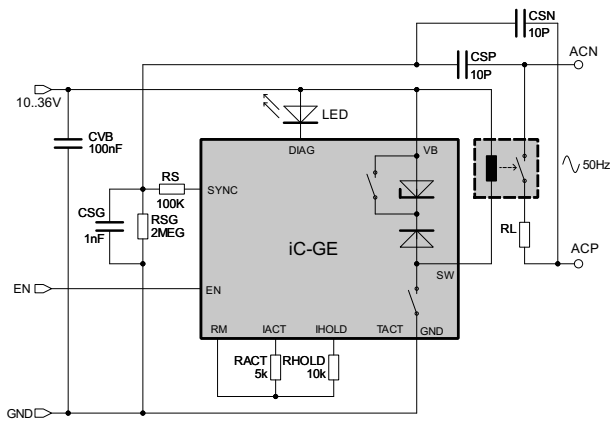 CSN
10P
ACN
CSP
10P
10..36V
LED
CVB
100nF
DIAG
VB
50Hz
RS
SYNC
100K
CSG
1nF
RSG
2MEG
iC-GE
RL
ACP
SW
EN
EN
RM
IACT
IHOLD
TACT
GND
RACT
5k
RHOLD
10k
GND